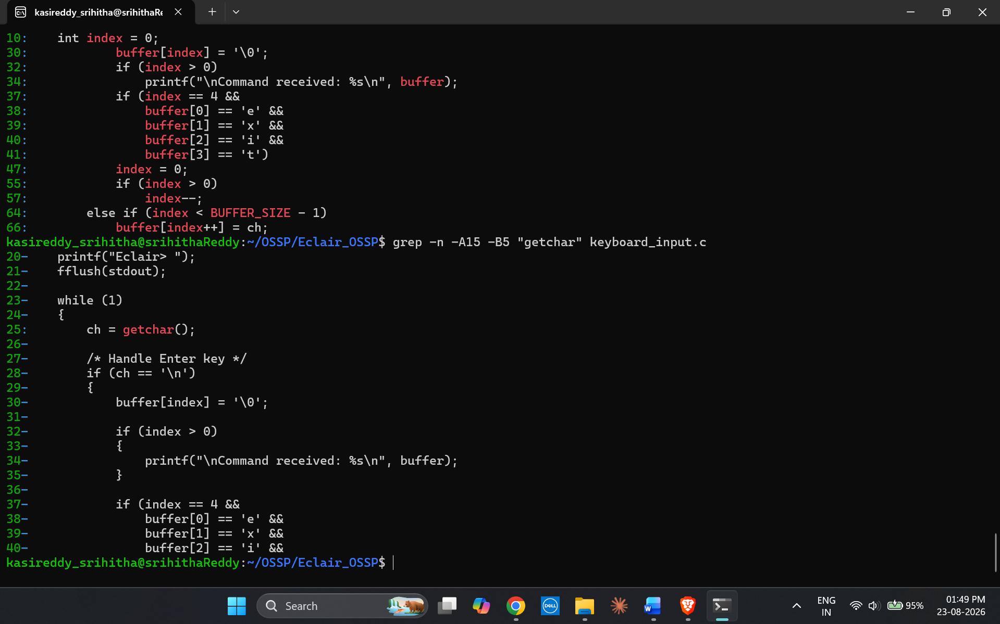 kasireddy_srihitha@srihithaRe
10:    int index = 0;
30:            buffer[index] = '\0';
32:            if (index > 0)
34:                printf("\nCommand received: %s\n", buffer);
37:            if (index == 4 &&
38:                buffer[0] == 'e' &&
39:                buffer[1] == 'x' &&
40:                buffer[2] == 'i' &&
41:                buffer[3] == 't')
47:            index = 0;
55:            if (index > 0)
57:                index--;
64:        else if (index < BUFFER_SIZE - 1)
66:            buffer[index++] = ch;
kasireddy_srihitha@srihithaReddy:~/OSSP/Eclair_OSSP$ grep -n -A15 -B5 "getchar" keyboard_input.c
20-    printf("Eclair> ");
21-    fflush(stdout);
22-
23-    while (1)
24-    {
25:        ch = getchar();
26-
27-        /* Handle Enter key */
28-        if (ch == '\n')
29-        {
30-            buffer[index] = '\0';
31-
32-            if (index > 0)
33-            {
34-                printf("\nCommand received: %s\n", buffer);
35-            }
36-
37-            if (index == 4 &&
38-                buffer[0] == 'e' &&
39-                buffer[1] == 'x' &&
40-                buffer[2] == 'i' &&
kasireddy_srihitha@srihithaReddy:~/OSSP/Eclair_OSSP$
Search
DELL
W
ENG
IN
95%
01:49 PM
23-08-2026